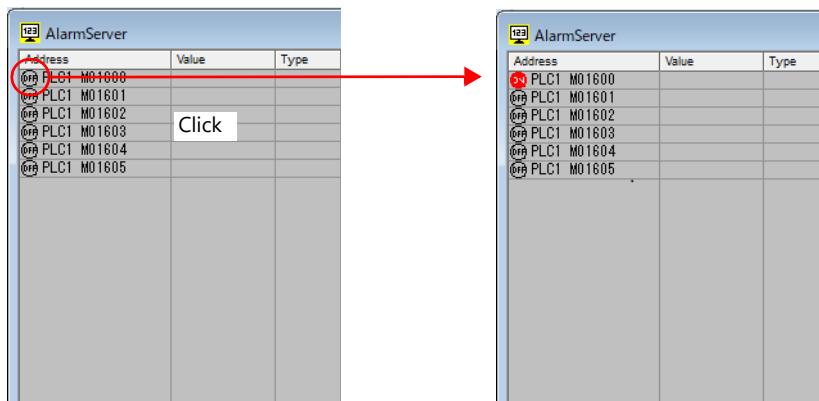 123 AlarmServer
Address Value Type
OFF PLC1 M01600
OFF PLC1 M01601
OFF PLC1 M01602
OFF PLC1 M01603
OFF PLC1 M01604
OFF PLC1 M01605
Click
123 AlarmServer
Address Value Type
ON PLC1 M01600
OFF PLC1 M01601
OFF PLC1 M01602
OFF PLC1 M01603
OFF PLC1 M01604
OFF PLC1 M01605